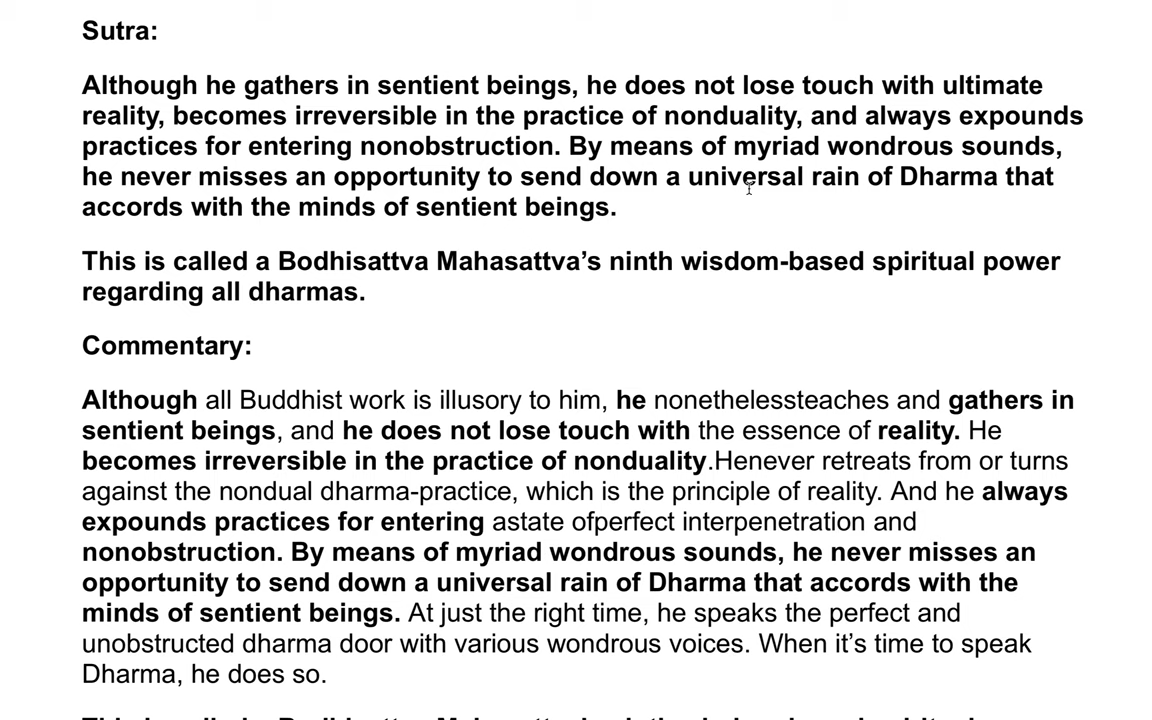 Sutra:
Although he gathers in sentient beings, he does not lose touch with ultimate
reality, becomes irreversible in the practice of nonduality, and always expounds
practices for entering nonobstruction. By means of myriad wondrous sounds,
he never misses an opportunity to send down a universal rain of Dharma that
accords with the minds of sentient beings.
This is called a Bodhisattva Mahasattva’s ninth wisdom-based spiritual power
regarding all dharmas.
Commentary:
Although all Buddhist work is illusory to him, he nonethelessteaches and gathers in
sentient beings, and he does not lose touch with the essence of reality. He
becomes irreversible in the practice of nonduality.Henever retreats from or turns
against the nondual dharma-practice, which is the principle of reality. And he always
expounds practices for entering astate ofperfect interpenetration and
nonobstruction. By means of myriad wondrous sounds, he never misses an
opportunity to send down a universal rain of Dharma that accords with the
minds of sentient beings. At just the right time, he speaks the perfect and
unobstructed dharma door with various wondrous voices. When it’s time to speak
Dharma, he does so.